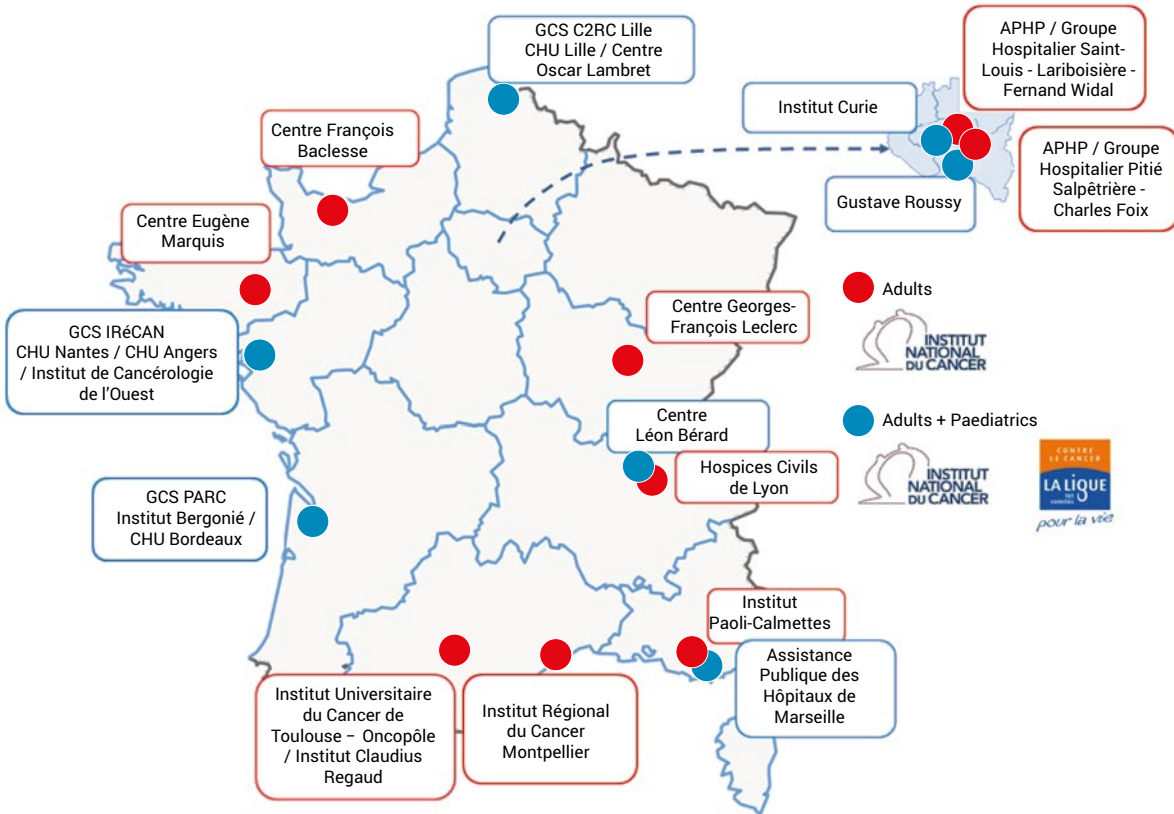 GCS C2RC Lille
CHU Lille / Centre
Oscar Lambret
APHP / Groupe
Hospitalier Saint-
Louis - Lariboisière -
Fernand Widal
Institut Curie
Centre François
Baclesse
APHP / Groupe
Hospitalier Pitié
Salpêtrière -
Charles Foix
Gustave Roussy
Centre Eugène
Marquis
Adults
INSTITUT
NATIONAL
DU CANCER
Centre Georges-
François Leclerc
GCS IRéCAN
CHU Nantes / CHU Angers
/ Institut de Cancérologie
de l'Ouest
Adults + Paediatrics
INSTITUT
NATIONAL
DU CANCER
CONTRE
LE CANCER
LA LIGUE
pour la vie
Centre
Léon Bérard
Hospices Civils
de Lyon
GCS PARC
Institut Bergonié /
CHU Bordeaux
Institut
Paoli-Calmettes
Assistance
Publique des
Hôpitaux de
Marseille
Institut Universitaire
du Cancer de
Toulouse – Oncopôle
/ Institut Claudius
Regaud
Institut Régional
du Cancer
Montpellier